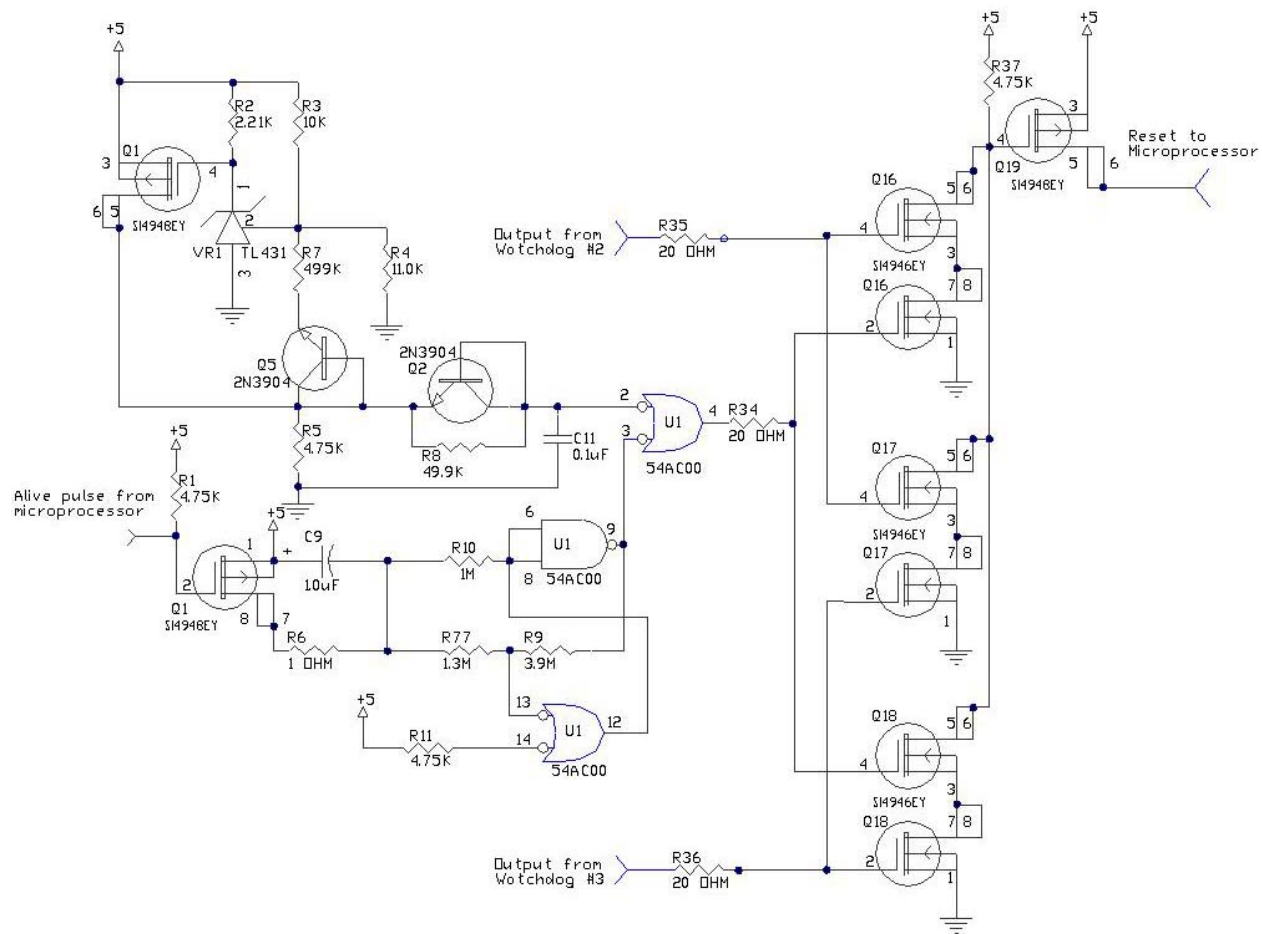 +5
+5
+5
R37
4.75K
R2
2.21K
R3
10K
Q1
3
4
1
3
4
Q19
5
6
SI4948EY
Reset to
Microprocessor
6
5
SI4948EY
2
VR1
TL431
3
R7
499K
R4
11.0K
Q16
5
6
4
3
SI4946EY
Output from
Watchdog #2
R35
20 OHM
Q16
7
8
2
1
Q5
2N3904
2N3904
Q2
2
3
U1
4
54AC00
R34
20 OHM
R5
4.75K
R8
49.9K
C11
0.1uF
+5
R1
4.75K
Alive pulse from
microprocessor
Q17
5
6
4
3
SI4946EY
+5
1
+
C9
10uF
2
Q1
SI4948EY
8
7
R10
1M
6
8
U1
9
54AC00
Q17
7
8
2
1
R6
1 OHM
R77
1.3M
R9
3.9M
+5
R11
4.75K
13
14
U1
12
54AC00
Q18
5
6
4
3
SI4946EY
Output from
Watchdog #3
R36
20 OHM
Q18
7
8
2
1